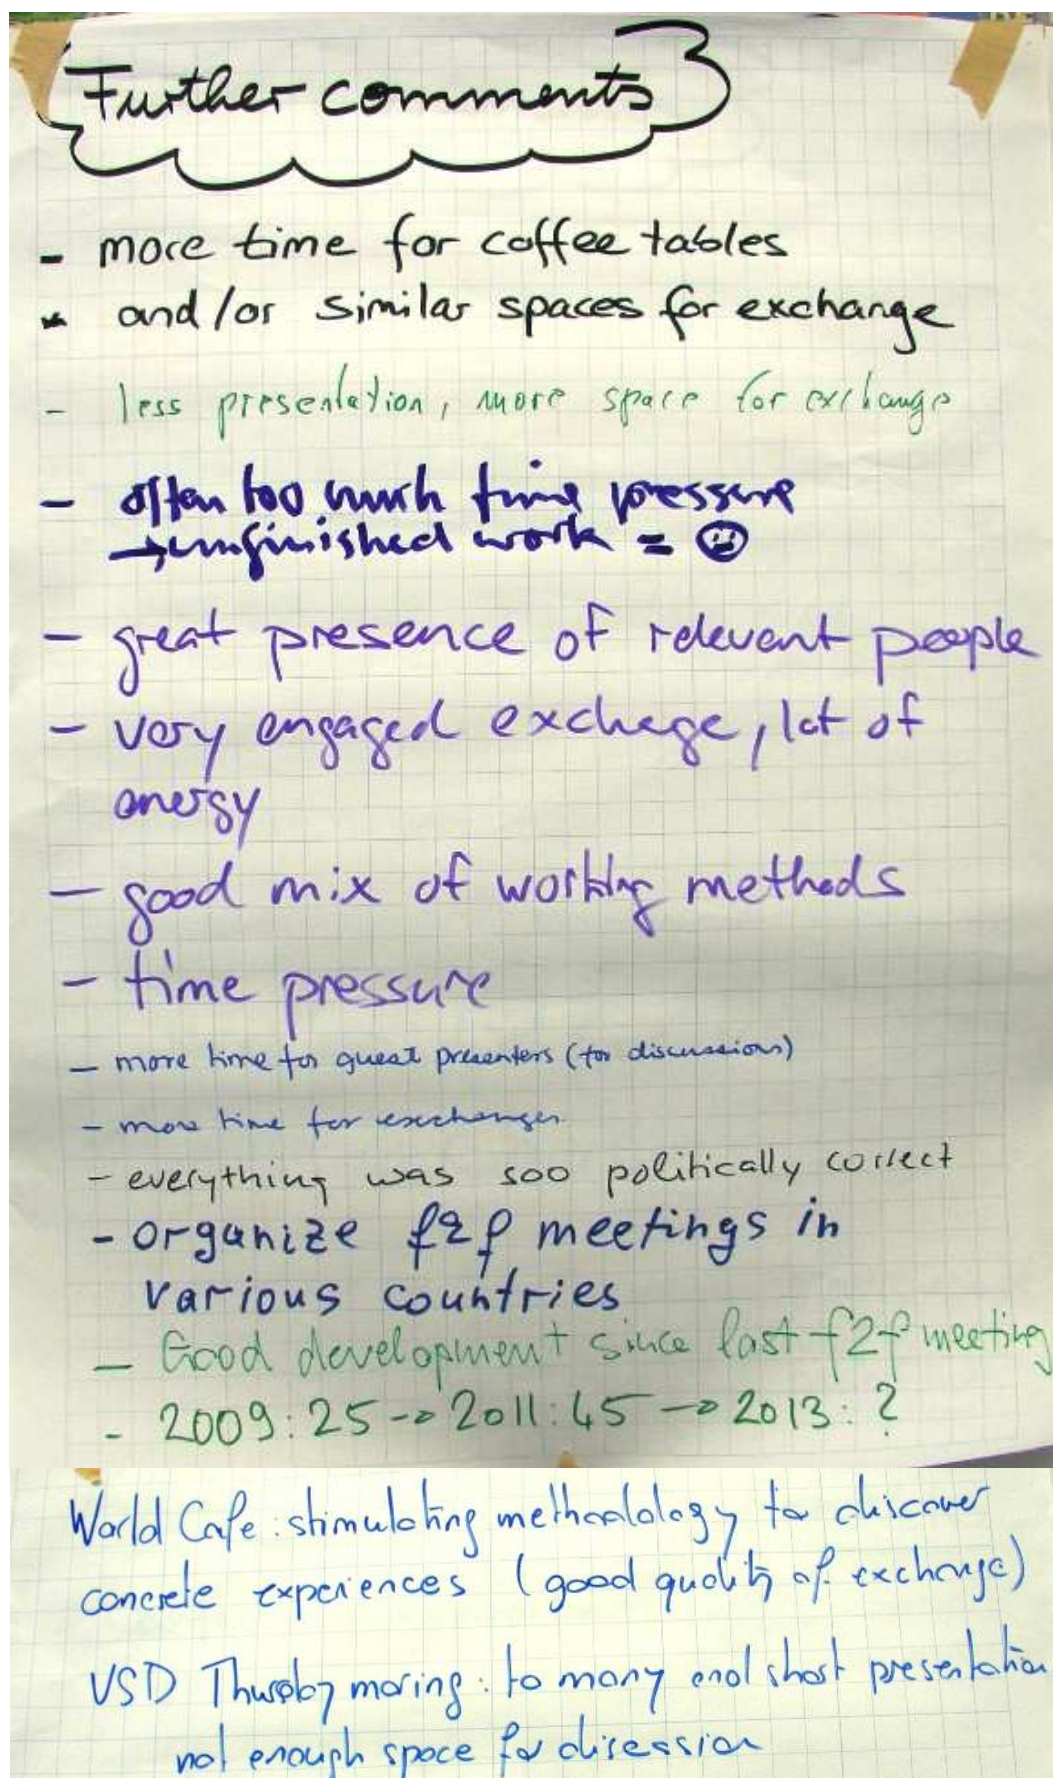 Further comments
- more time for coffee tables
- and/or similar spaces for exchange
- less presentation, more space for exchange
- often too much time pressure
→ unfinished work = ☹
- great presence of relevant people
- very engaged exchege, lot of
energy
- good mix of working methods
- time pressure
- more time for guest presenters (for discussions)
- more time for exchanges
- everything was soo politically correct
- organize f2f meetings in
various countries
- Good development since last f2f meeting
- 2009: 25 → 2011: 45 → 2013: ?
World Cafe: stimulating methodology to discover
concrete experiences (good quality of exchange)
VSD Thursday moring: to many and short presentation
not enough space for discession